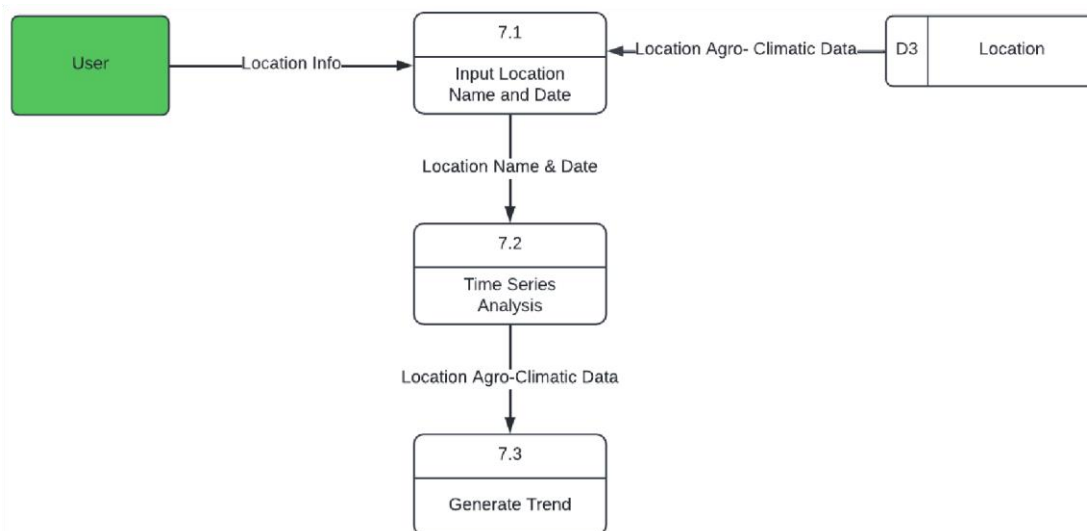 7.1
User
Location Info
Input Location
Name and Date
Location Agro- Climatic Data
D3
Location
Location Name & Date
7.2
Time Series
Analysis
Location Agro-Climatic Data
7.3
Generate Trend